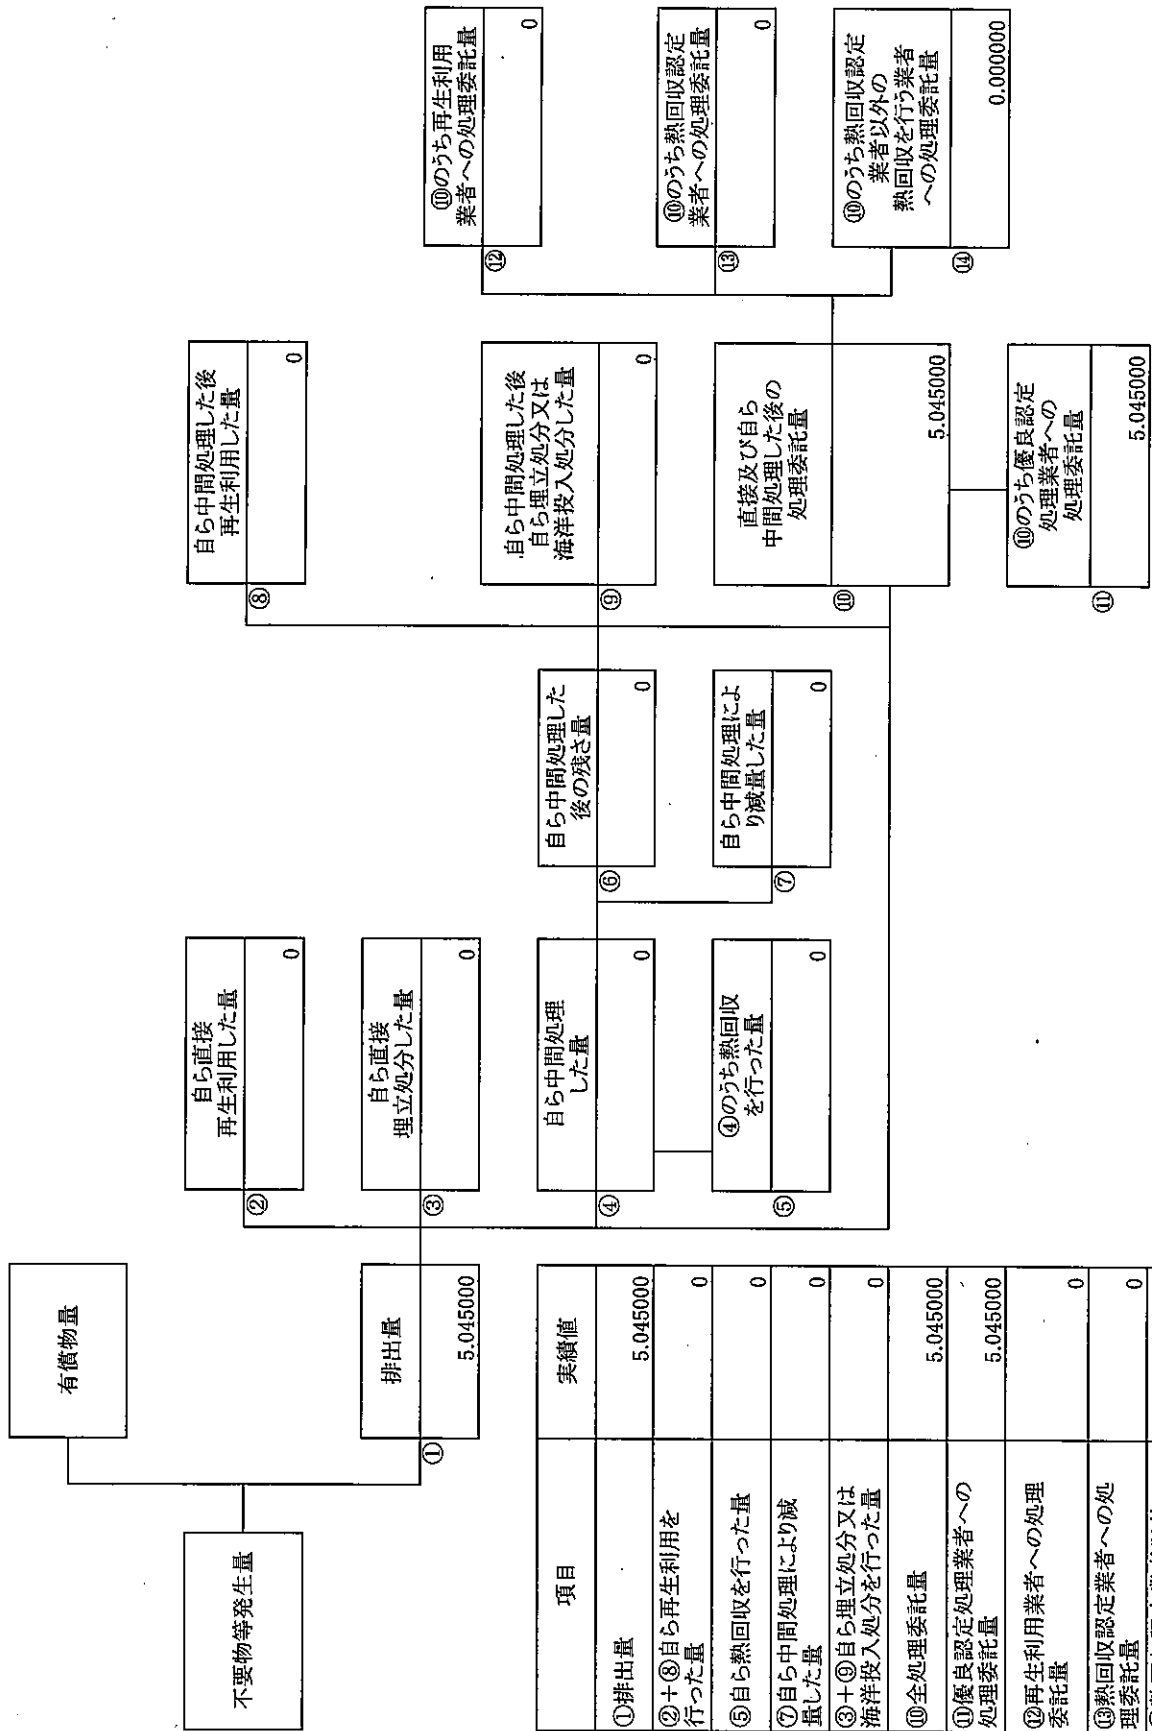 不要物等発生量
有償物量
排出量
①
5.045000
自ら直接
再生利用した量
②
0
自ら直接
埋立処分した量
③
0
自ら中間処理
した量
④
0
④のうち熱回収
を行った量
⑤
0
自ら中間処理した
後の残さ量
⑥
0
自ら中間処理によ
り減量した量
⑦
0
自ら中間処理した後
再生利用した量
⑧
0
自ら中間処理した後
自ら埋立処分又は
海洋投入処分した量
⑨
0
直接及び自ら
中間処理した後の
処理委託量
⑩
5.045000
⑩のうち優良認定
処理業者への
処理委託量
⑪
5.045000
⑩のうち再生利用
業者への処理委託量
⑫
0
⑩のうち熱回収認定
業者への処理委託量
⑬
0
⑩のうち熱回収認定
業者以外の
熱回収を行う業者
への処理委託量
⑭
0.000000
項目 実績値
①排出量 5.045000
②+⑧自ら再生利用を
行った量 0
⑤自ら熱回収を行った量 0
⑦自ら中間処理により減
量した量 0
③+⑨自ら埋立処分又は
海洋投入処分を行った量 0
⑩全処理委託量 5.045000
⑪優良認定処理業者への
処理委託量 5.045000
⑫再生利用業者への処理
委託量 0
⑬熱回収認定業者への処
理委託量 0